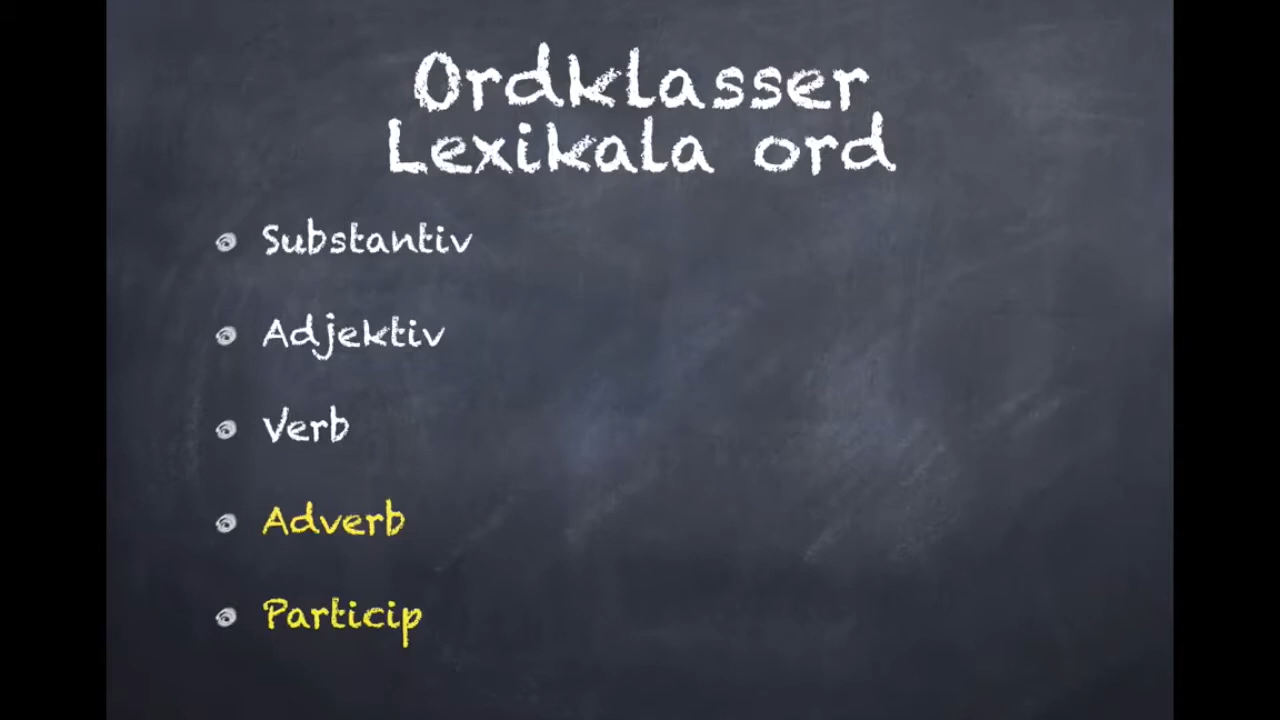 Ordklasser
Lexikala ord
Substantiv
Adjektiv
Verb
Adverb
Particip